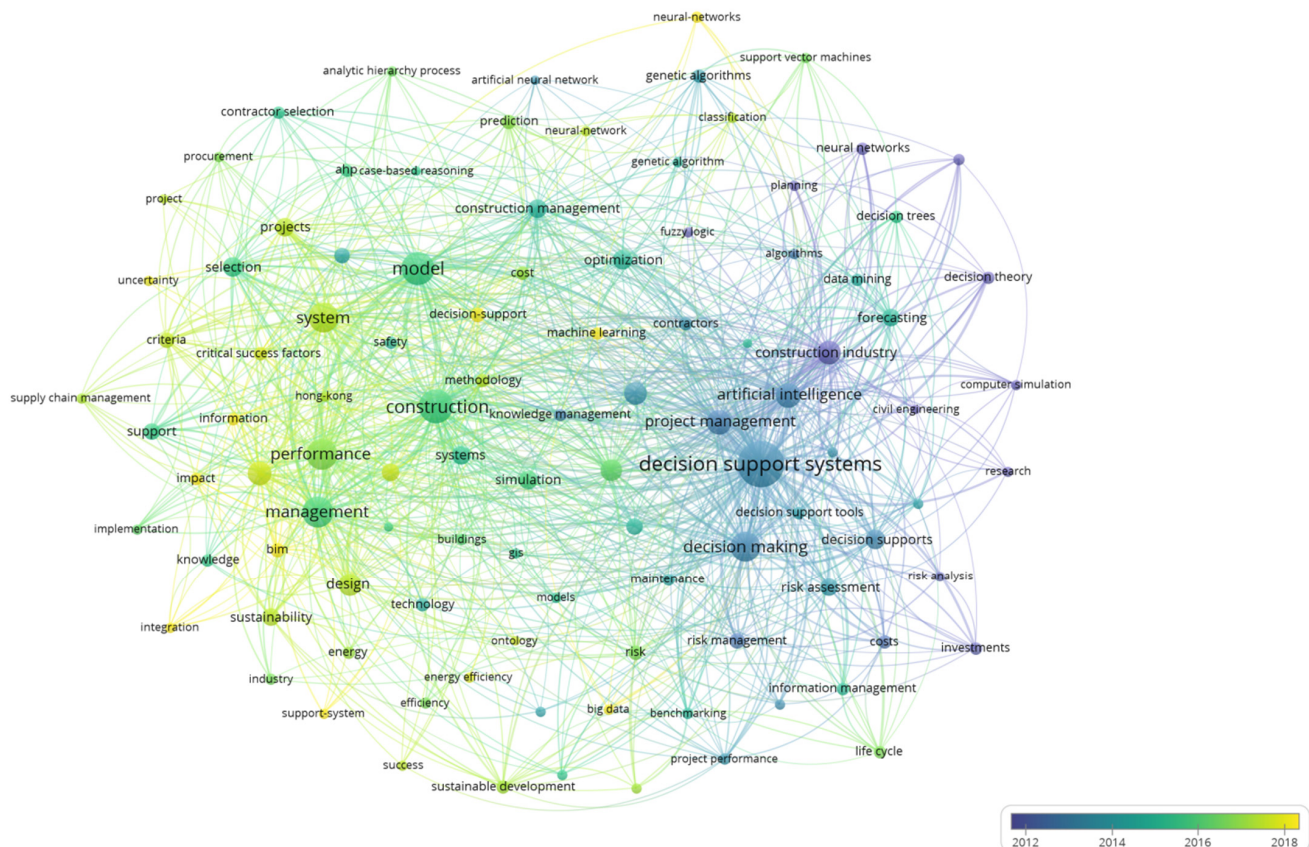 neural-networks
support vector machines
analytic hierarchy process
genetic algorithms
artificial neural network
contractor selection
classification
prediction
neural-network
neural networks
procurement
genetic algorithm
ahp
case-based reasoning
planning
project
construction management
decision trees
projects
fuzzy logic
algorithms
optimization
selection
model
cost
uncertainty
data mining
decision theory
system
decision-support
forecasting
contractors
machine learning
criteria
safety
critical success factors
construction industry
methodology
computer simulation
hong-kong
artificial intelligence
supply chain management
construction
civil engineering
knowledge management
information
project management
support
performance
systems
decision support systems
research
impact
simulation
management
decision support tools
implementation
buildings
decision supports
bim
gis
decision making
knowledge
risk analysis
design
maintenance
risk assessment
technology
models
sustainability
integration
ontology
risk management
costs
energy
risk
investments
industry
energy efficiency
information management
efficiency
support-system
big data
benchmarking
life cycle
project performance
success
sustainable development
2012
2014
2016
2018